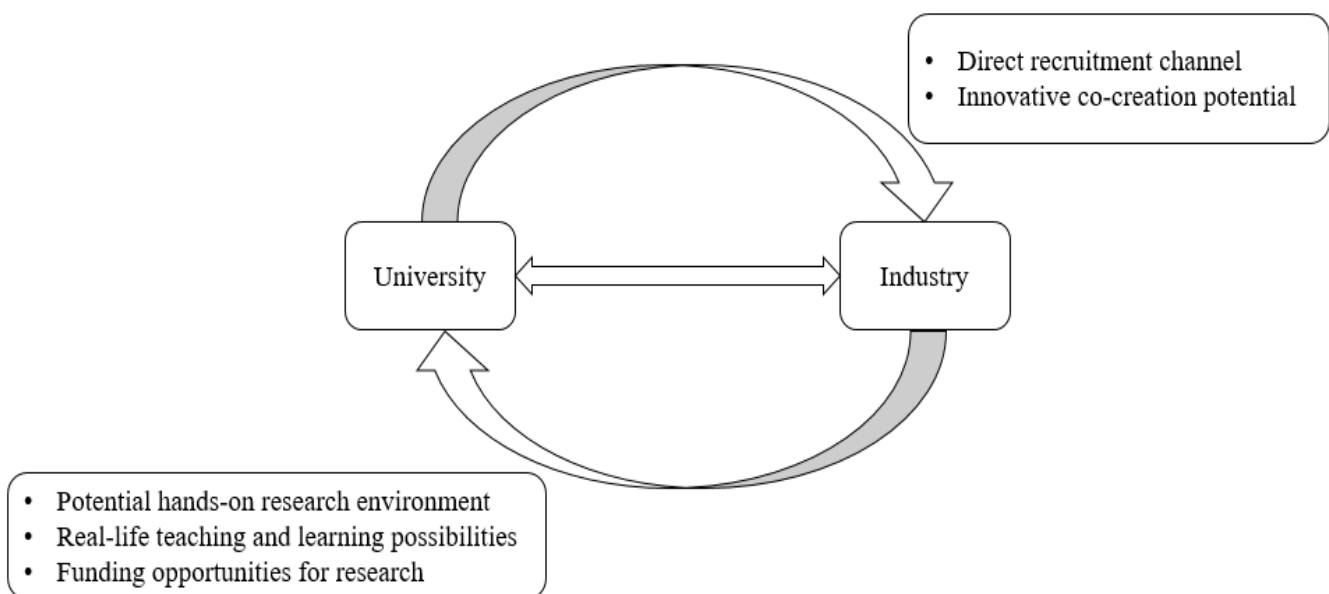 • Direct recruitment channel
• Innovative co-creation potential
University
Industry
• Potential hands-on research environment
• Real-life teaching and learning possibilities
• Funding opportunities for research